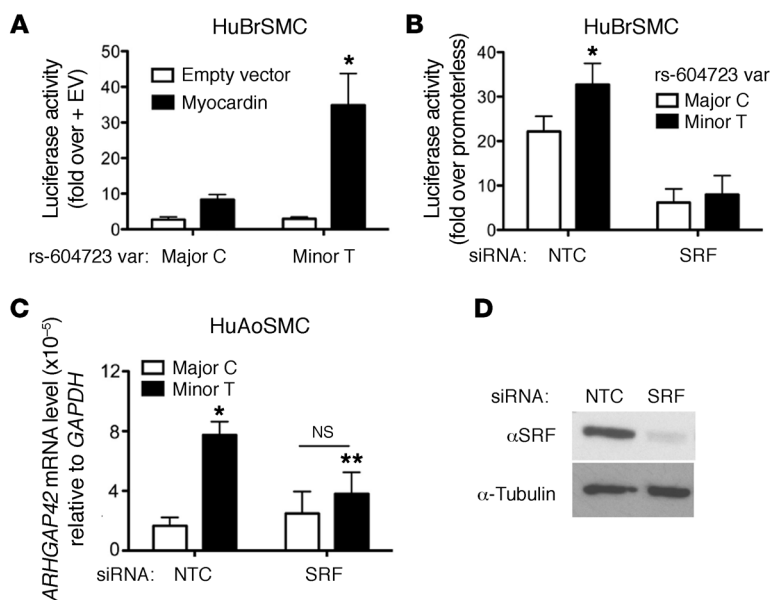 A
HuBrSMC
Luciferase activity
(fold over + EV)
50
40
30
20
10
0
Empty vector
Myocardin
*
rs-604723 var: Major C Minor T
B
HuBrSMC
Luciferase activity
(fold over promoterless)
40
30
20
10
0
*
rs-604723 var
Major C
Minor T
siRNA: NTC SRF
C
HuAoSMC
ARHGAP42 mRNA level (x10⁻⁵)
relative to GAPDH
12
8
4
0
Major C
Minor T
*
NS
**
siRNA: NTC SRF
D
siRNA: NTC SRF
αSRF
α-Tubulin